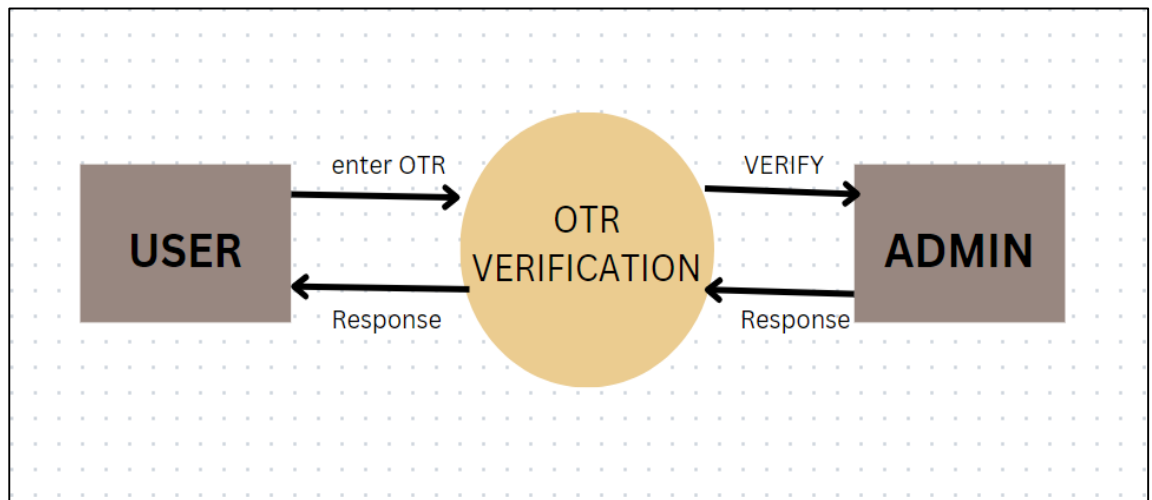 enter OTR
VERIFY
USER
OTR
VERIFICATION
ADMIN
Response
Response